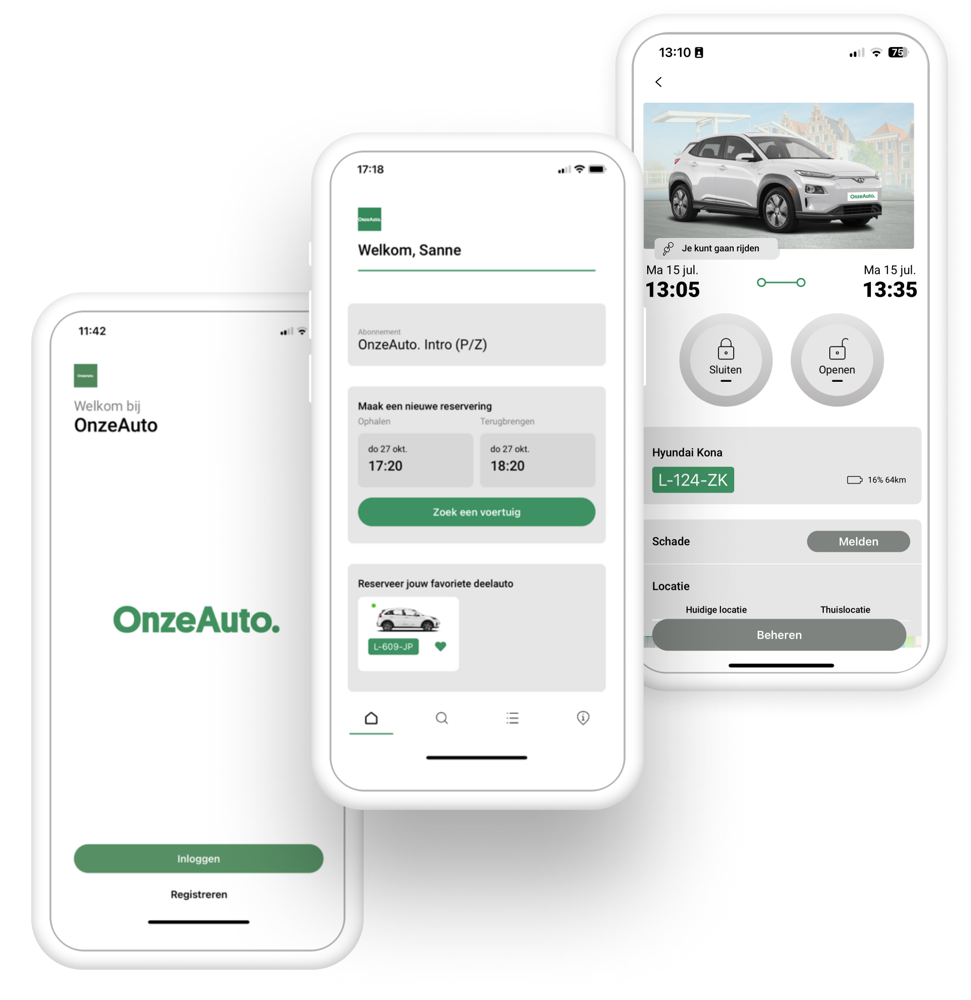 11:42
OnzeAuto.
Welkom bij
OnzeAuto
OnzeAuto.
Inloggen
Registreren
17:18
OnzeAuto.
Welkom, Sanne
Abonnement
OnzeAuto. Intro (P/Z)
Maak een nieuwe reservering
Ophalen Terugbrengen
do 27 okt. do 27 okt.
17:20 18:20
Zoek een voertuig
Reserveer jouw favoriete deelauto
L-609-JP
13:10 75
OnzeAuto.
Je kunt gaan rijden
Ma 15 jul. Ma 15 jul.
13:05 13:35
Sluiten Openen
Hyundai Kona
L-124-ZK 16% 64km
Schade Melden
Locatie
Huidige locatie Thuislocatie
Beheren